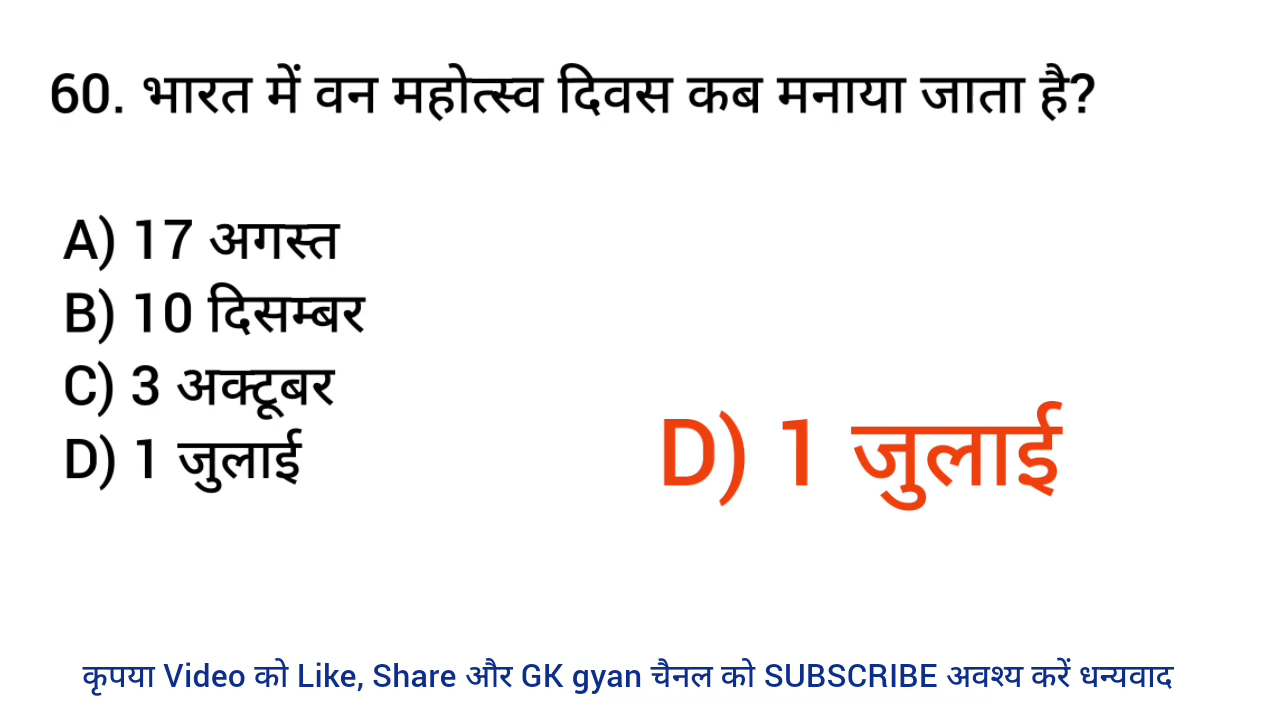 60. भारत में वन महोत्स्व दिवस कब मनाया जाता है?
A) 17 अगस्त
B) 10 दिसम्बर
C) 3 अक्टूबर
D) 1 जुलाई
D) 1 जुलाई
कृपया Video को Like, Share और GK gyan चैनल को SUBSCRIBE अवश्य करें धन्यवाद